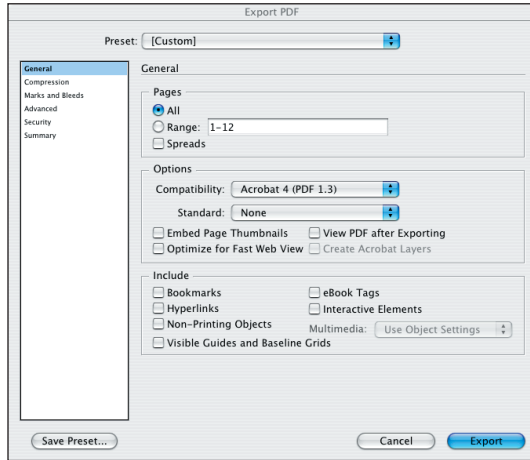 Export PDF
Preset: [Custom]
General
Compression
Marks and Bleeds
Advanced
Security
Summary
General
Pages
All
Range: 1-12
Spreads
Options
Compatibility: Acrobat 4 (PDF 1.3)
Standard: None
Embed Page Thumbnails View PDF after Exporting
Optimize for Fast Web View Create Acrobat Layers
Include
Bookmarks eBook Tags
Hyperlinks Interactive Elements
Non-Printing Objects Multimedia: Use Object Settings
Visible Guides and Baseline Grids
Save Preset... Cancel Export